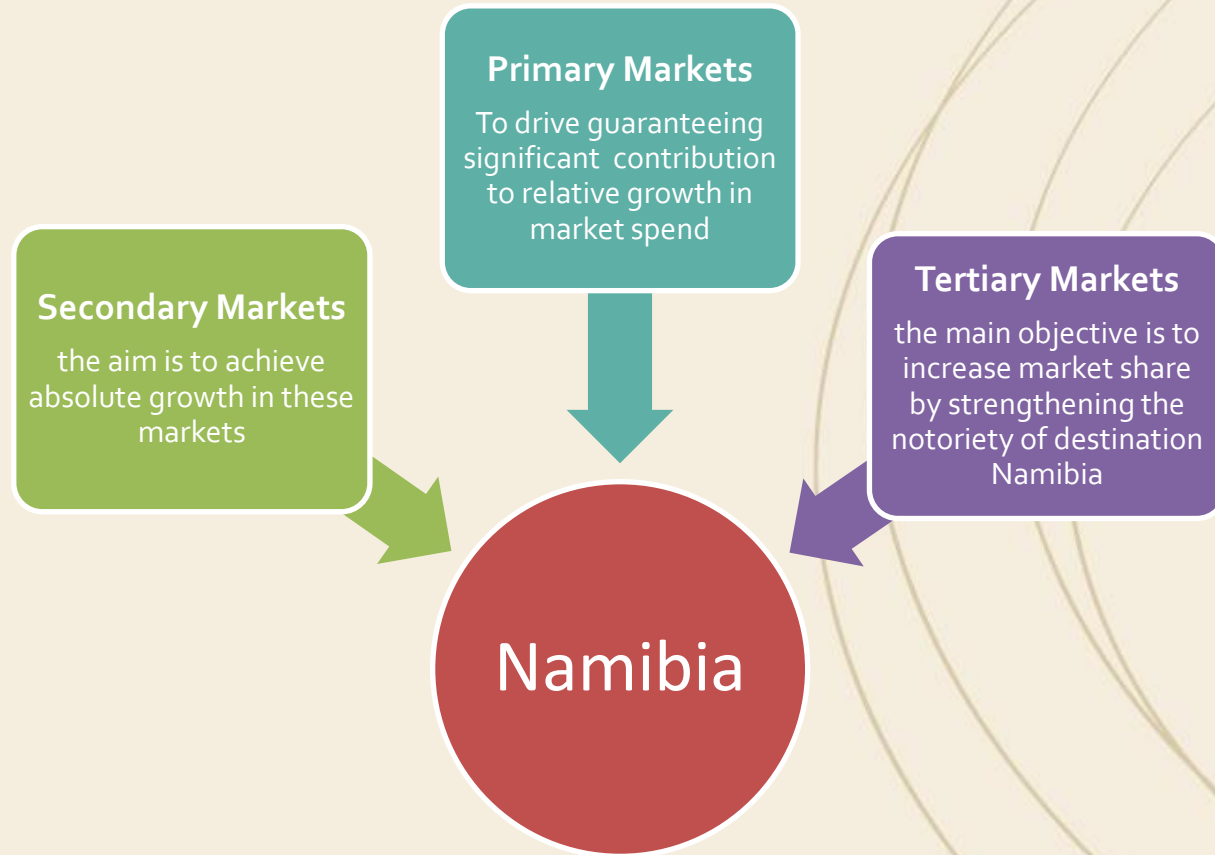 Primary Markets
To drive guaranteeing
significant  contribution
to relative growth in
market spend
Secondary Markets
the aim is to achieve
absolute growth in these
markets
Tertiary Markets
the main objective is to
increase market share
by strengthening the
notoriety of destination
Namibia
Namibia